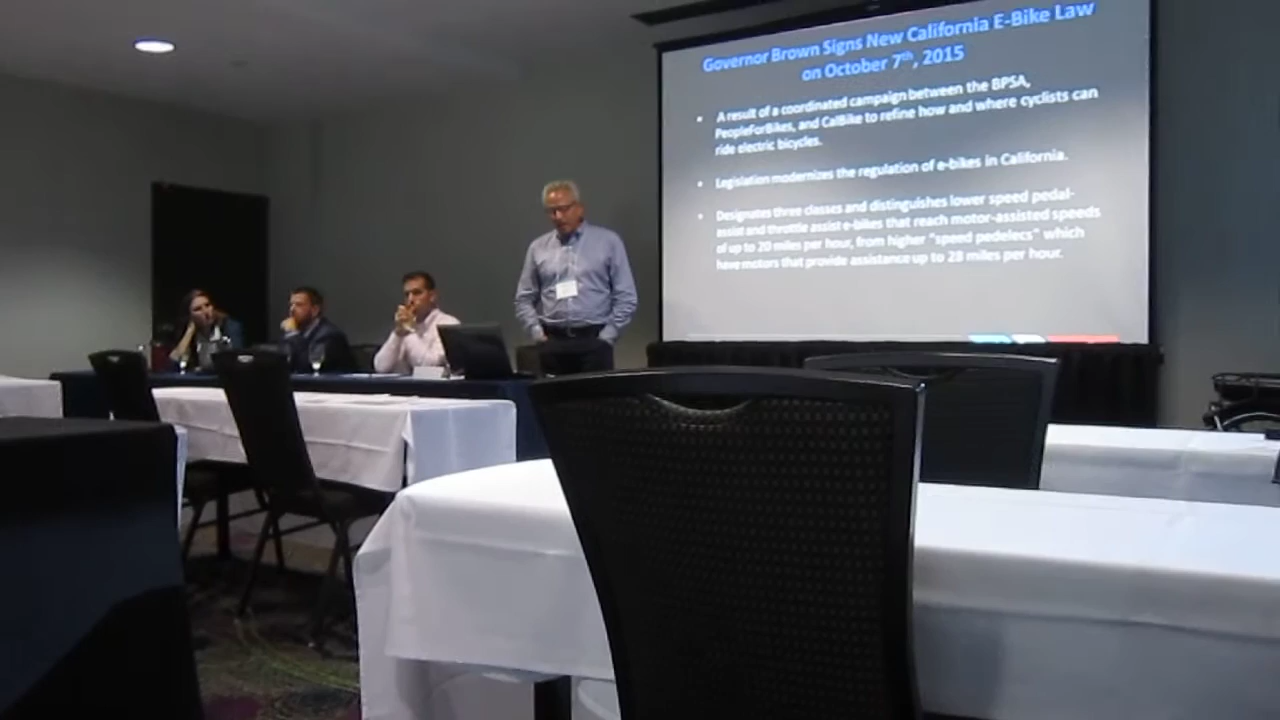 Governor Brown Signs New California E-Bike Law
on October 7th, 2015
• A result of a coordinated campaign between the BPSA,
PeopleForBikes, and CalBike to refine how and where cyclists can
ride electric bicycles.
• Legislation modernizes the regulation of e-bikes in California.
• Designates three classes and distinguishes lower speed pedal-
assist and throttle assist e-bikes that reach motor-assisted speeds
of up to 20 miles per hour, from higher "speed pedelecs" which
have motors that provide assistance up to 28 miles per hour.